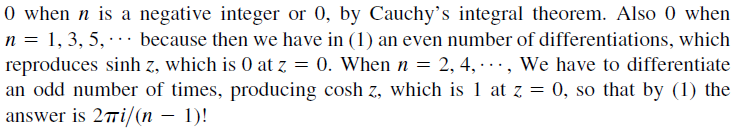 0 when n is a negative integer or 0, by Cauchy's integral theorem. Also 0 when
n = 1, 3, 5, ⋯ because then we have in (1) an even number of differentiations, which
reproduces sinh z, which is 0 at z = 0. When n = 2, 4, ⋯, We have to differentiate
an odd number of times, producing cosh z, which is 1 at z = 0, so that by (1) the
answer is 2πi/(n − 1)!